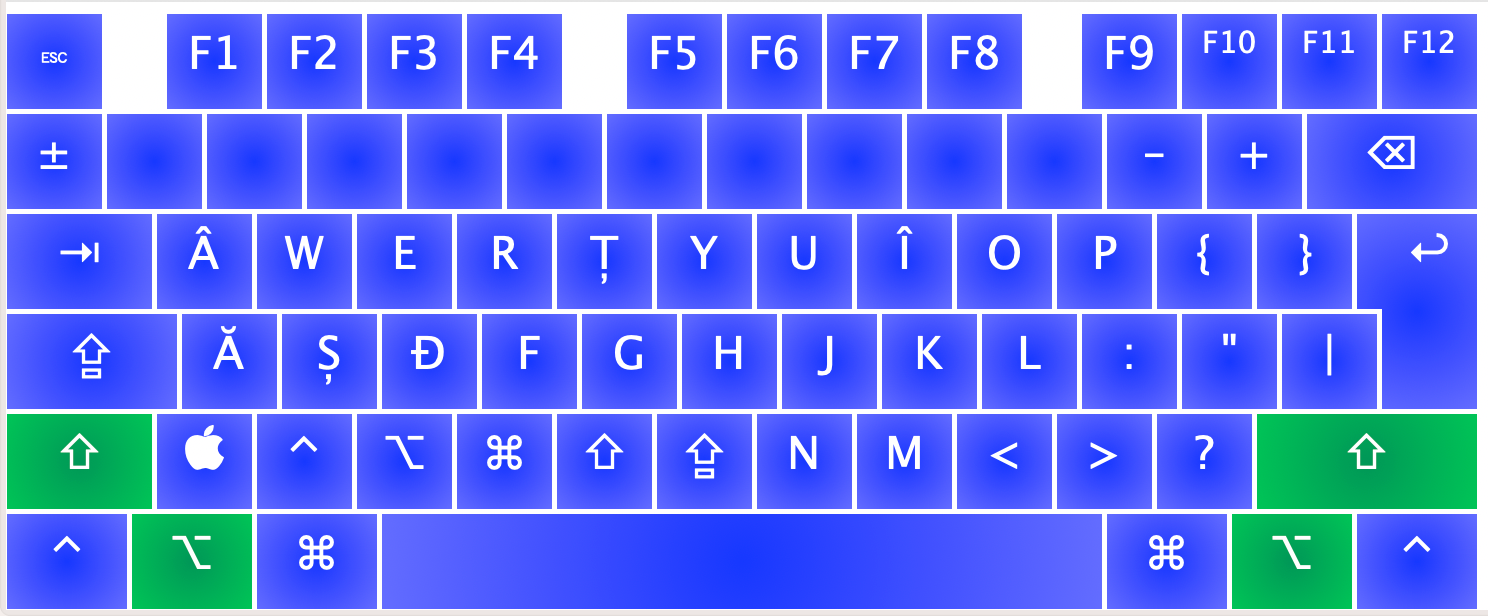 ESC F1 F2 F3 F4 F5 F6 F7 F8 F9 F10 F11 F12
± − + ⌫
⇥ Â W E R Ț Y U Î O P { } ↩
⇪ Ă Ș Đ F G H J K L : " |
⇧  ^ ⌥ ⌘ ⇧ ⇪ N M < > ? ⇧
^ ⌥ ⌘ ⌘ ⌥ ^